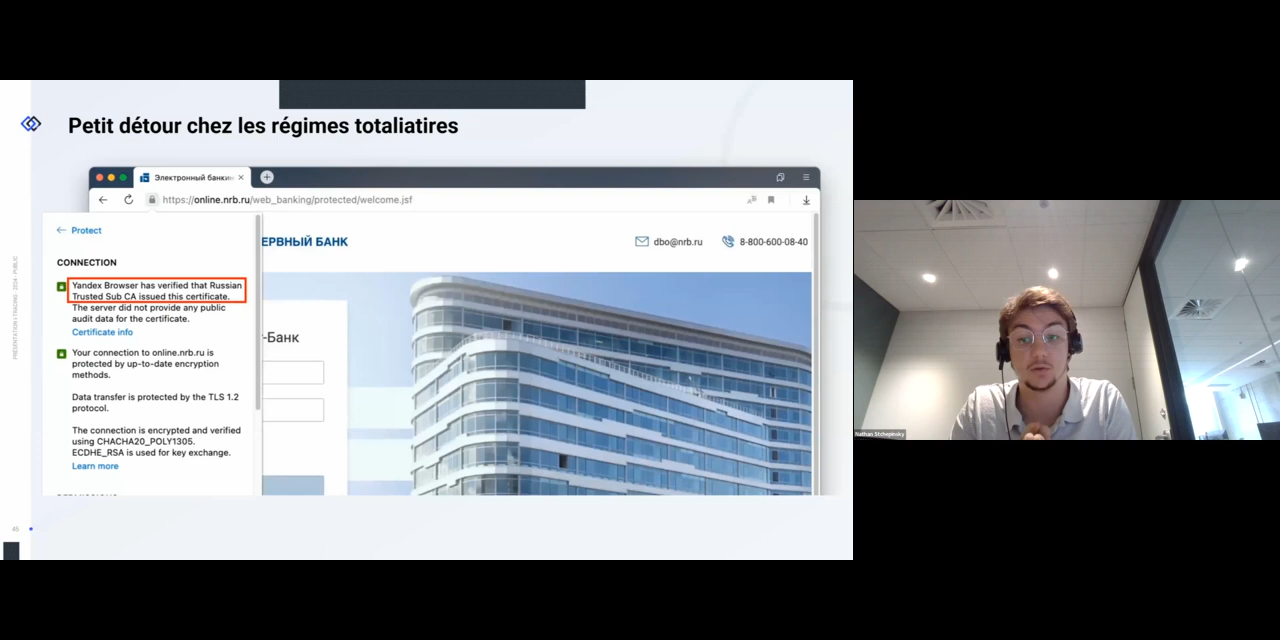 Petit détour chez les régimes totaliatires
Электронный банкин
https://online.nrb.ru/web_banking/protected/welcome.jsf
Protect
ЕРВНЫЙ БАНК
dbo@nrb.ru
8-800-600-08-40
CONNECTION
Yandex Browser has verified that Russian
Trusted Sub CA issued this certificate.
The server did not provide any public
audit data for the certificate.
Certificate info
-Банк
Your connection to online.nrb.ru is
protected by up-to-date encryption
methods.
Data transfer is protected by the TLS 1.2
protocol.
The connection is encrypted and verified
using CHACHA20_POLY1305.
ECDHE_RSA is used for key exchange.
Learn more
PRESENTATION I-TRACING - 2024 - PUBLIC
48
Nathan Stchepinsky